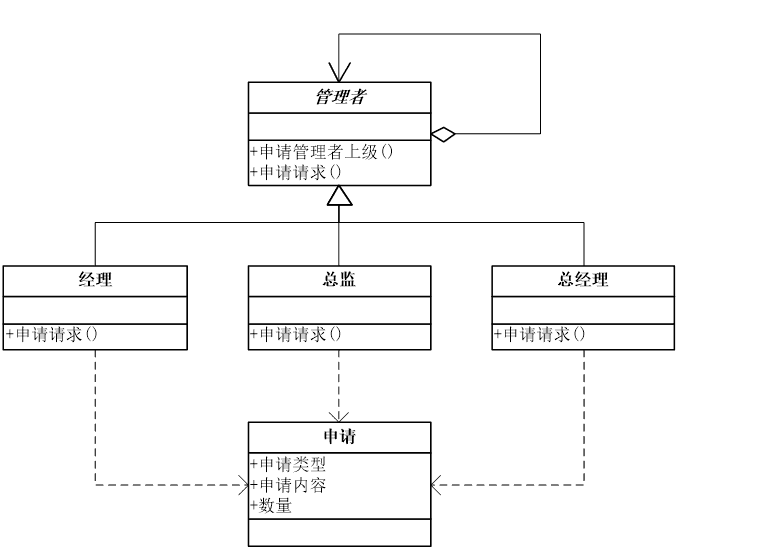 管理者
+申请管理者上级()
+申请请求()
经理
+申请请求()
总监
+申请请求()
总经理
+申请请求()
申请
+申请类型
+申请内容
+数量